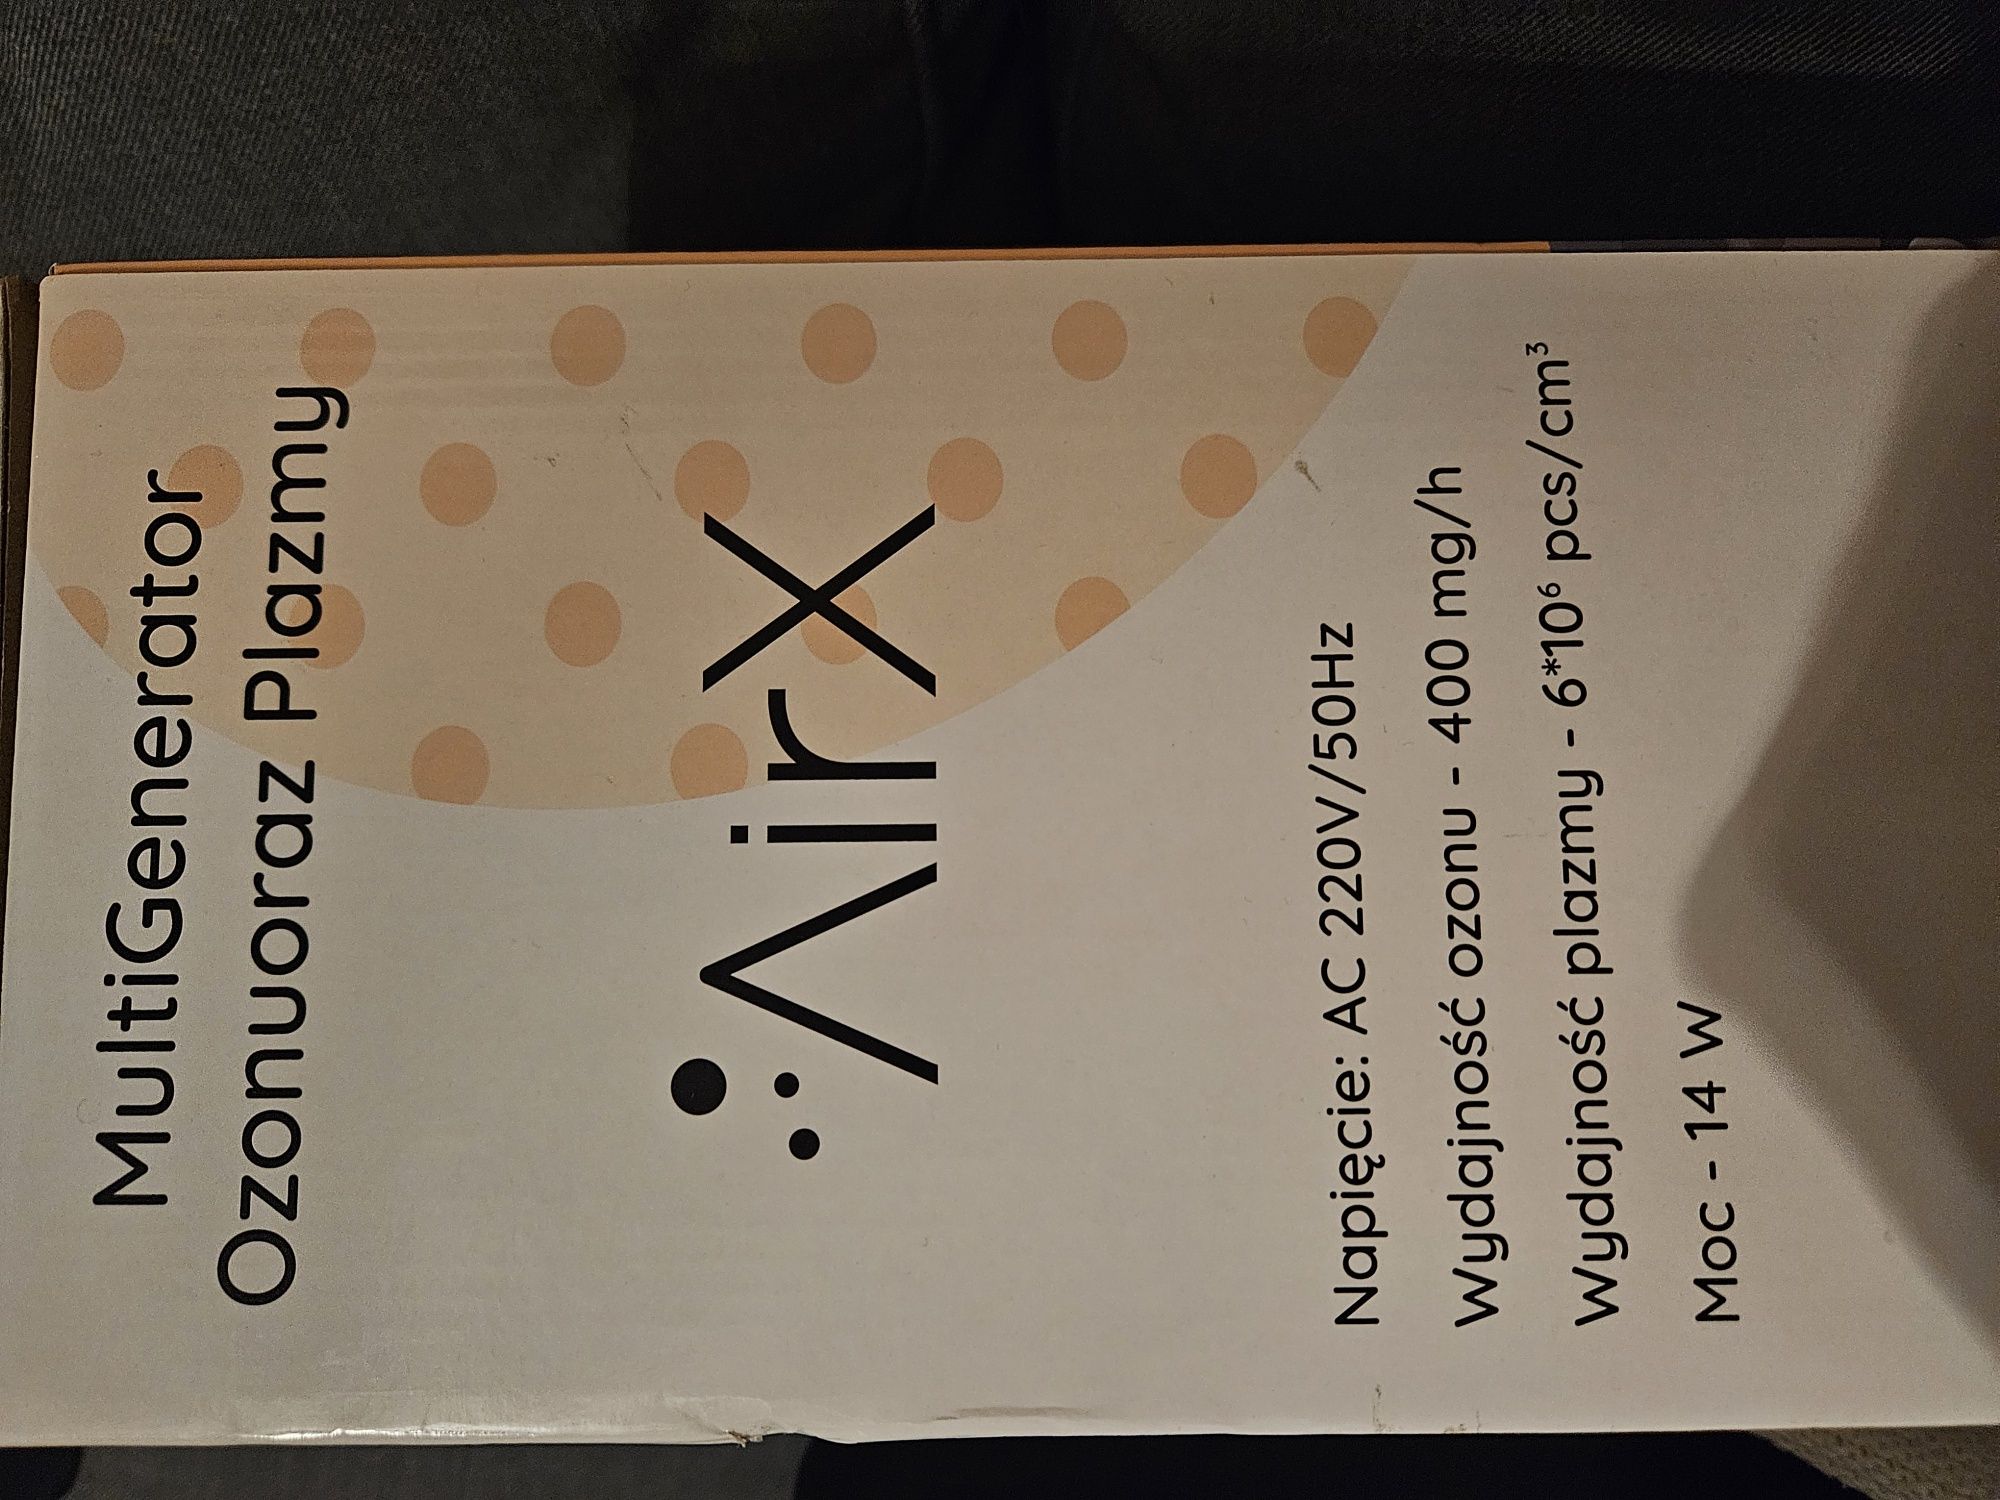 MultiGenerator
Ozonuoraz Plazmy
Airx
Napięcie: AC 220V/50Hz
Wydajność ozonu - 400 mg/h
Wydajność plazmy - 6*10⁶ pcs/cm³
Moc - 14 W